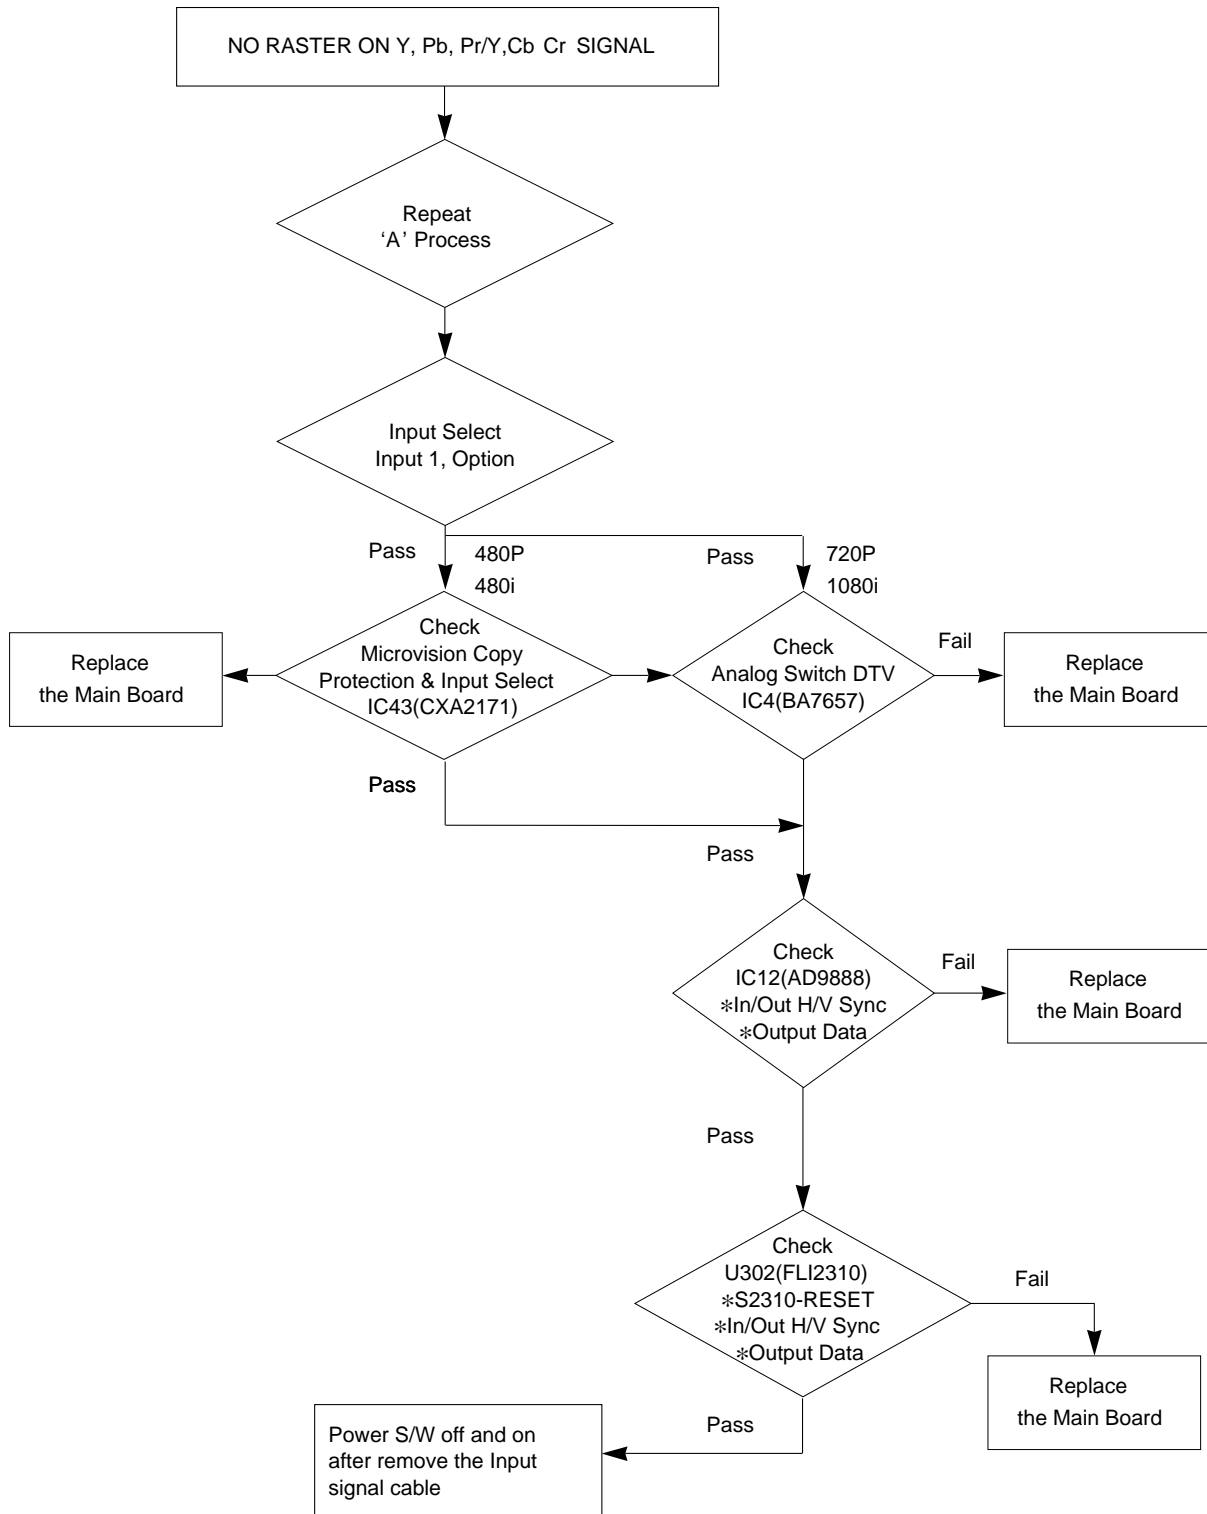 NO RASTER ON Y, Pb, Pr/Y,Cb Cr SIGNAL
Repeat
‘A’ Process
Input Select
Input 1, Option
Pass
480P
480i
Pass
720P
1080i
Replace
the Main Board
Check
Microvision Copy
Protection & Input Select
IC43(CXA2171)
Check
Analog Switch DTV
IC4(BA7657)
Fail
Replace
the Main Board
Pass
Pass
Check
IC12(AD9888)
*In/Out H/V Sync
*Output Data
Fail
Replace
the Main Board
Pass
Check
U302(FLI2310)
*S2310-RESET
*In/Out H/V Sync
*Output Data
Fail
Replace
the Main Board
Pass
Power S/W off and on
after remove the Input
signal cable